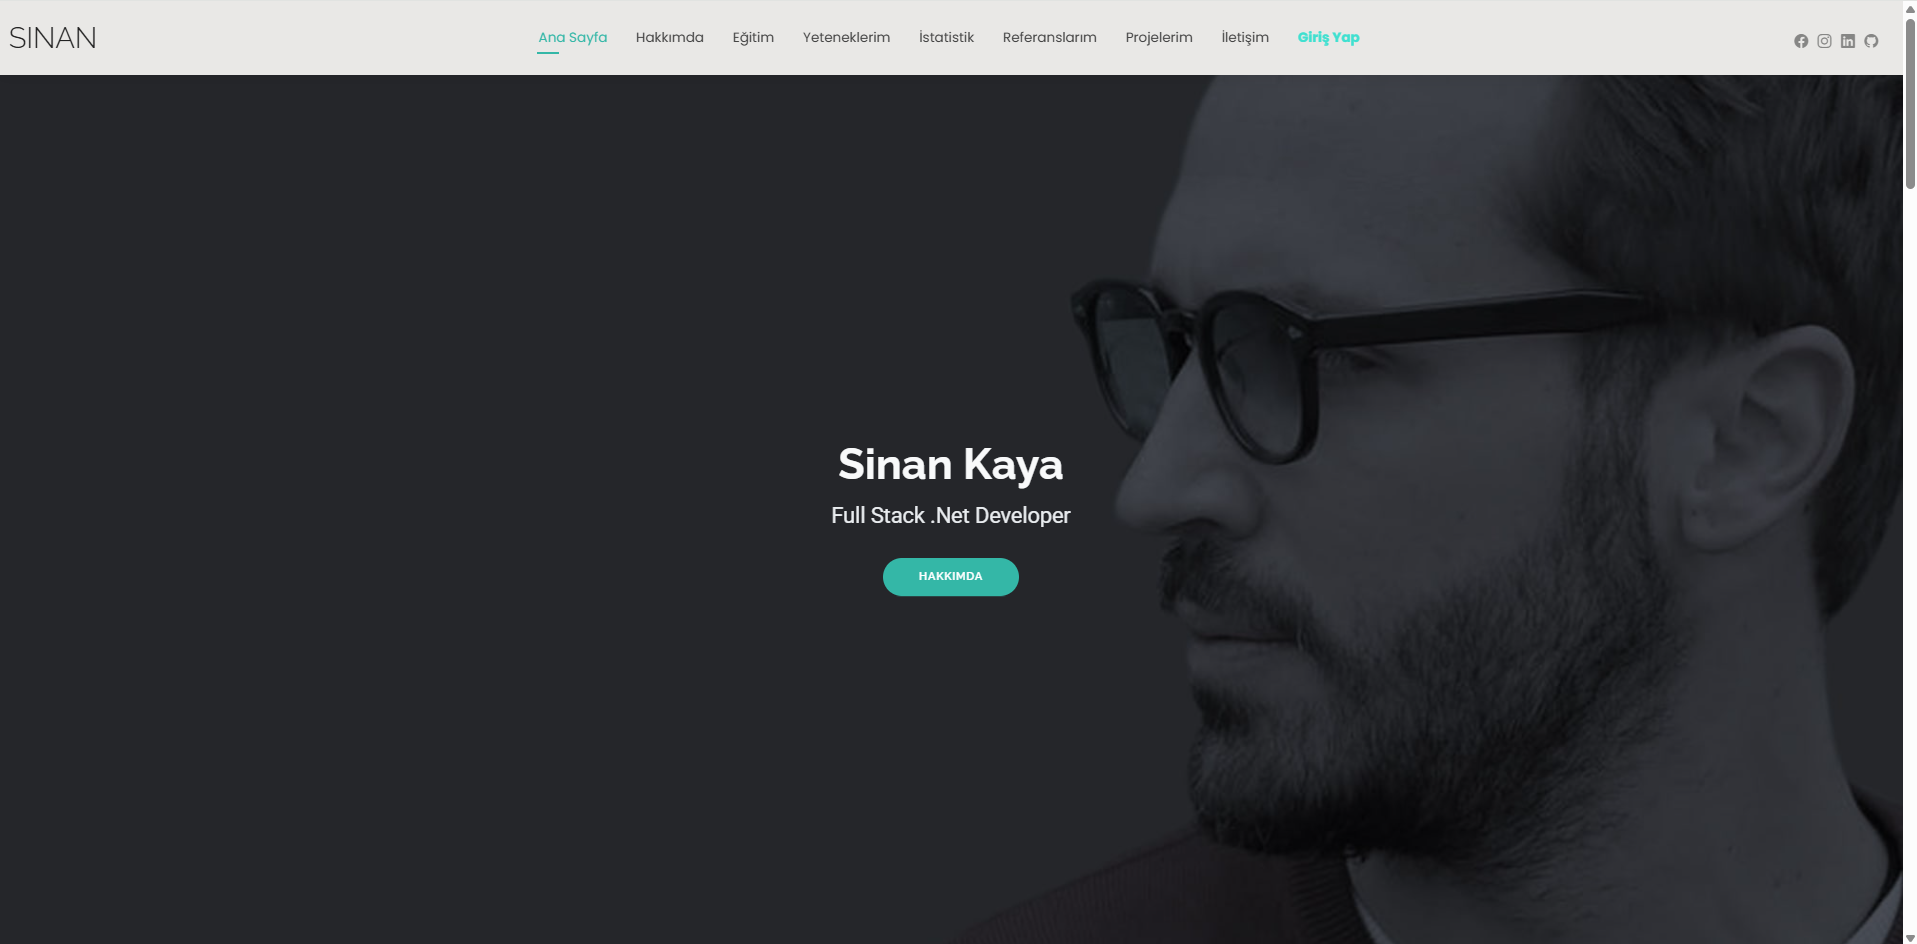 SINAN
Ana Sayfa Hakkımda Eğitim Yeteneklerim İstatistik Referanslarım Projelerim İletişim Giriş Yap
Sinan Kaya
Full Stack .Net Developer
HAKKIMDA